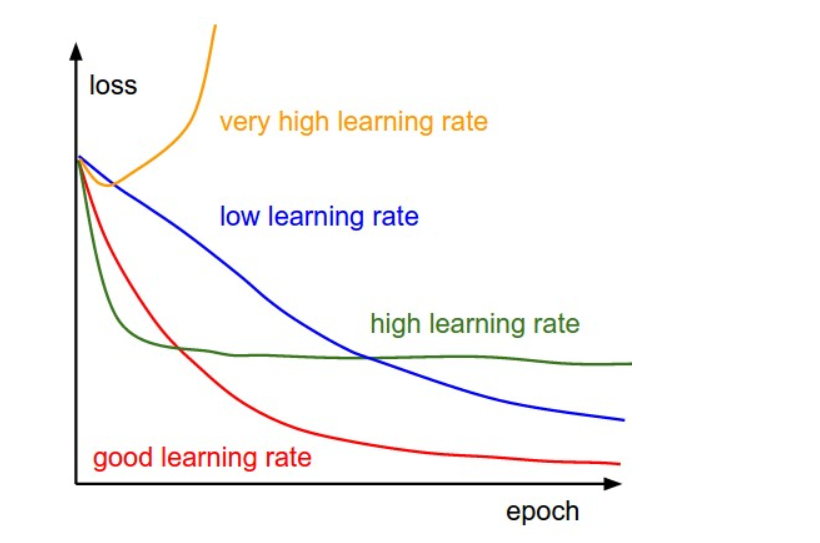 loss
very high learning rate
low learning rate
high learning rate
good learning rate
epoch